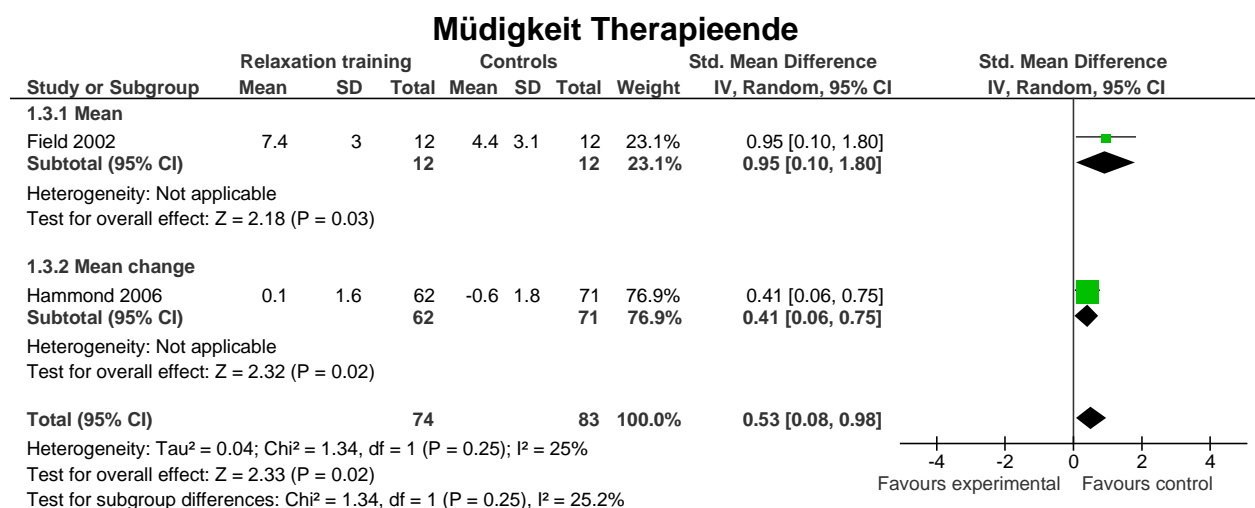 Müdigkeit Therapieende
Relaxation training Controls Std. Mean Difference Std. Mean Difference
Study or Subgroup Mean SD Total Mean SD Total Weight IV, Random, 95% CI IV, Random, 95% CI
1.3.1 Mean
Field 2002 7.4 3 12 4.4 3.1 12 23.1% 0.95 [0.10, 1.80]
Subtotal (95% CI) 12 12 23.1% 0.95 [0.10, 1.80]
Heterogeneity: Not applicable
Test for overall effect: Z = 2.18 (P = 0.03)
1.3.2 Mean change
Hammond 2006 0.1 1.6 62 -0.6 1.8 71 76.9% 0.41 [0.06, 0.75]
Subtotal (95% CI) 62 71 76.9% 0.41 [0.06, 0.75]
Heterogeneity: Not applicable
Test for overall effect: Z = 2.32 (P = 0.02)
Total (95% CI) 74 83 100.0% 0.53 [0.08, 0.98]
Heterogeneity: Tau² = 0.04; Chi² = 1.34, df = 1 (P = 0.25); I² = 25%
Test for overall effect: Z = 2.33 (P = 0.02)
Test for subgroup differences: Chi² = 1.34, df = 1 (P = 0.25), I² = 25.2%
-4 -2 0 2 4
Favours experimental Favours control